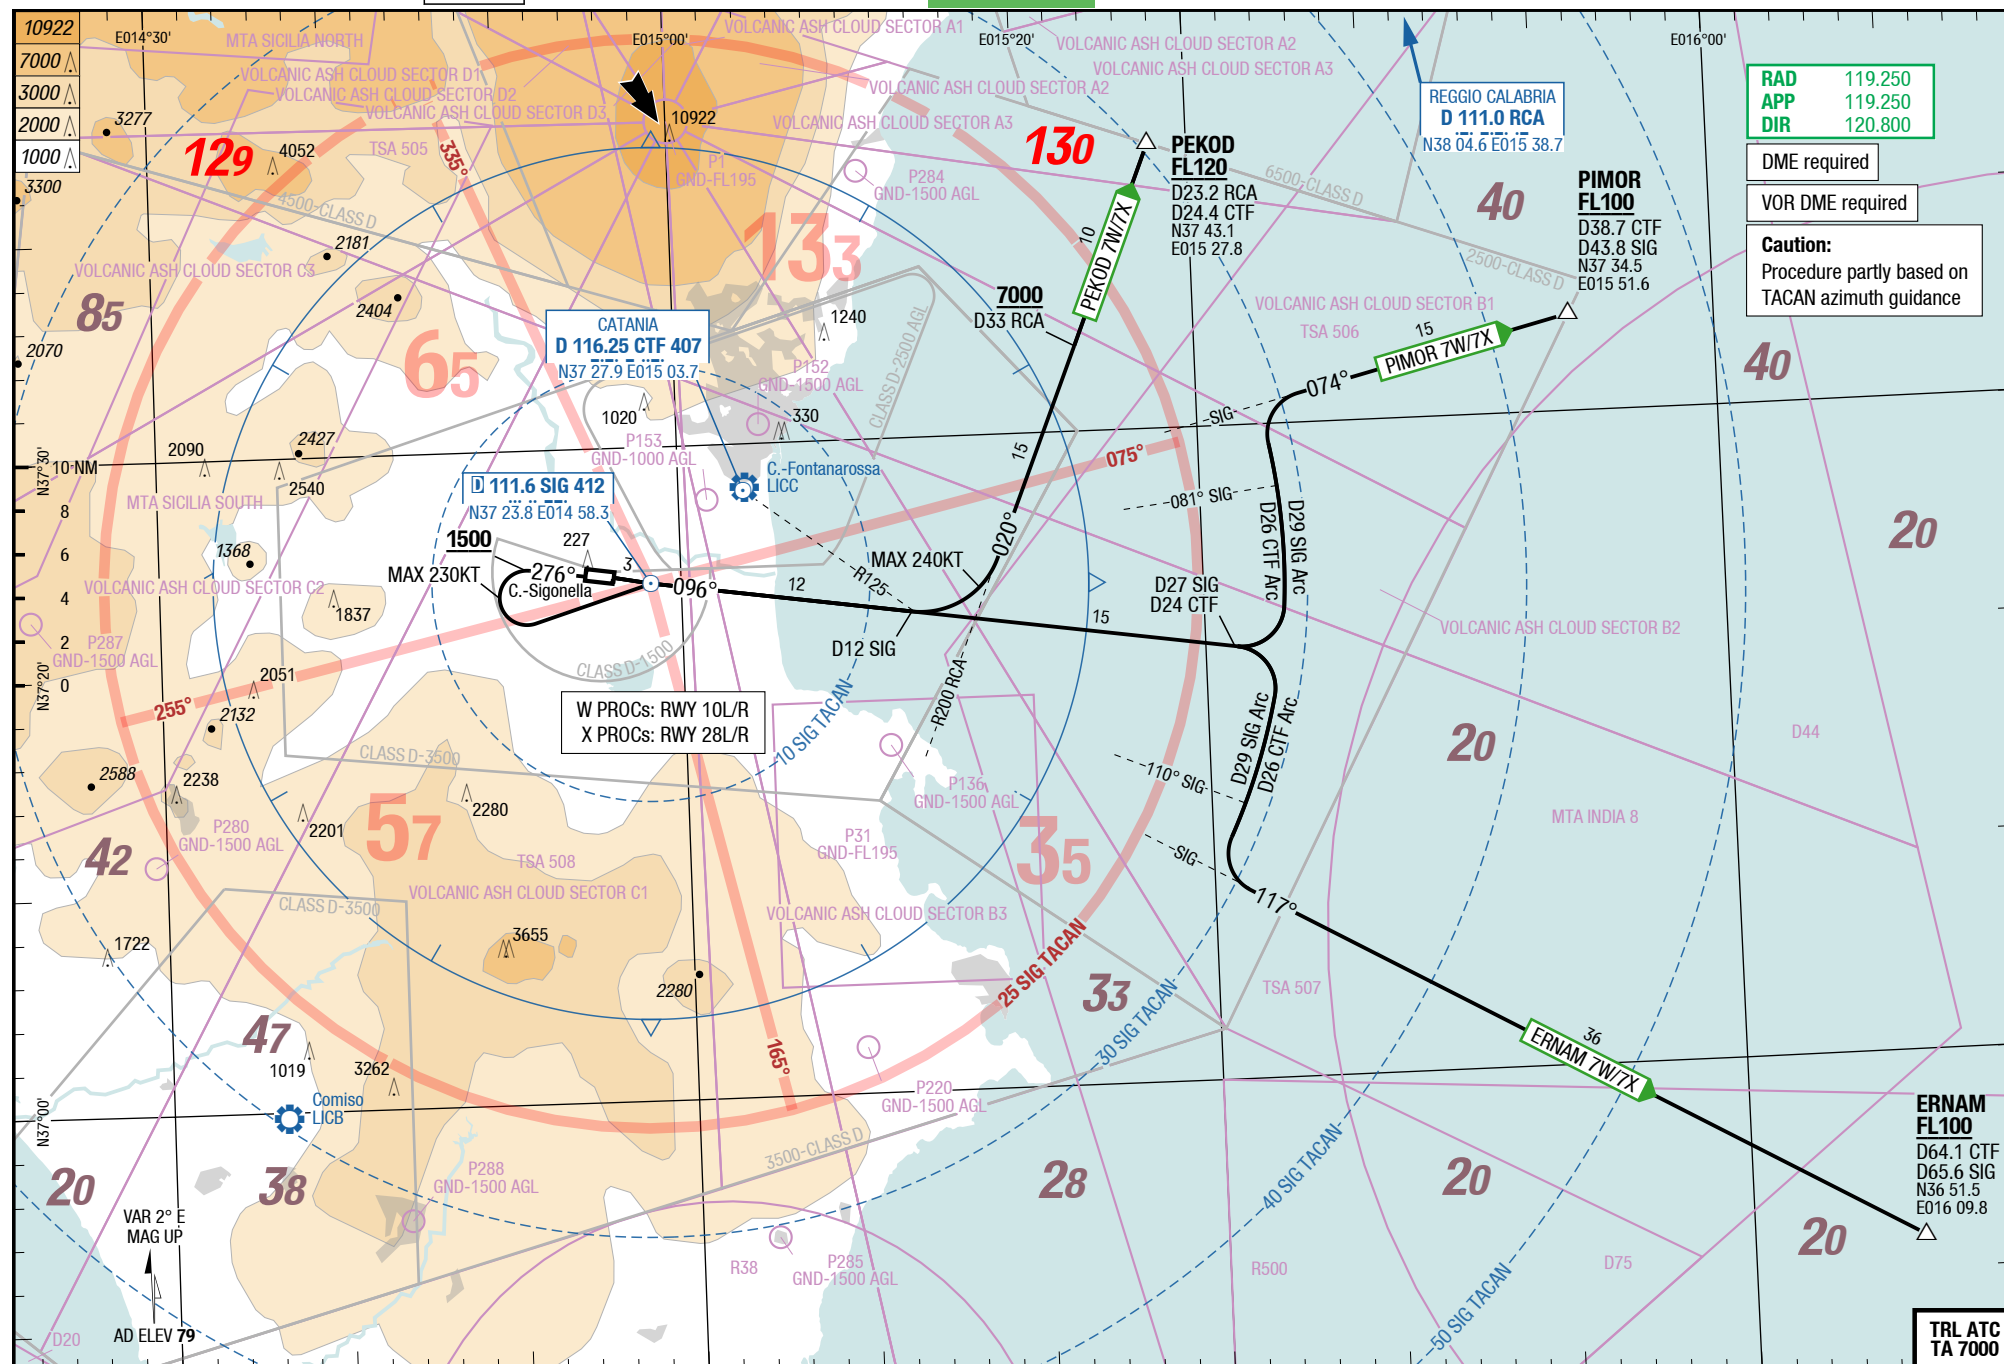 10922
7000
3000
2000
1000
E014°30'
E015°00'
E015°20'
E016°00'
MTA SICILIA NORTH
VOLCANIC ASH CLOUD SECTOR A1
VOLCANIC ASH CLOUD SECTOR A2
VOLCANIC ASH CLOUD SECTOR A3
VOLCANIC ASH CLOUD SECTOR D1
VOLCANIC ASH CLOUD SECTOR D2
VOLCANIC ASH CLOUD SECTOR D3
VOLCANIC ASH CLOUD SECTOR A2
VOLCANIC ASH CLOUD SECTOR A3
RAD 119.250
APP 119.250
DIR 120.800
DME required
VOR DME required
Caution:
Procedure partly based on
TACAN azimuth guidance
REGGIO CALABRIA
D 111.0 RCA
N38 04.6 E015 38.7
3277
129
4052
TSA 505
335°
10922
P1
GND-FL195
P284
GND-1500 AGL
130
PEKOD
FL120
D23.2 RCA
D24.4 CTF
N37 43.1
E015 27.8
6500-CLASS D
40
PIMOR
FL100
D38.7 CTF
D43.8 SIG
N37 34.5
E015 51.6
2500-CLASS D
3300
4500-CLASS D
2181
133
10
PEKOD 7W/7X
VOLCANIC ASH CLOUD SECTOR C3
85
2404
65
7000
D33 RCA
VOLCANIC ASH CLOUD SECTOR B1
TSA 506
15
PIMOR 7W/7X
074°
40
2070
CATANIA
D 116.25 CTF 407
N37 27.9 E015 03.7
1240
P152
GND-1500 AGL
CLASS D-2500 AGL
1020
330
P153
GND-1000 AGL
C.-Fontanarossa
LICC
15
075°
SIG
081° SIG
N37°30'
10 NM
8
6
4
2
0
N37°20'
2090
2427
2540
MTA SICILIA SOUTH
D 111.6 SIG 412
N37 23.8 E014 58.3
D29 SIG Arc
D26 CTF Arc
20
1368
1500
227
MAX 230KT
276°
3
C.-Sigonella
096°
12
R125
MAX 240KT
020°
D27 SIG
D24 CTF
15
D12 SIG
VOLCANIC ASH CLOUD SECTOR C2
1837
P287
GND-1500 AGL
VOLCANIC ASH CLOUD SECTOR B2
CLASS D-1500
2051
255°
2132
W PROCs: RWY 10L/R
X PROCs: RWY 28L/R
10 SIG TACAN
R200 RCA
D29 SIG Arc
D26 CTF Arc
20
D44
CLASS D-3500
2588
2238
2280
2201
P280
GND-1500 AGL
42
57
TSA 508
VOLCANIC ASH CLOUD SECTOR C1
P136
GND-1500 AGL
P31
GND-FL195
35
110° SIG
SIG
117°
MTA INDIA 8
CLASS D-3500
VOLCANIC ASH CLOUD SECTOR B3
1722
3655
2280
25 SIG TACAN
33
TSA 507
47
1019
3262
165°
30 SIG TACAN
36
ERNAM 7W/7X
Comiso
LICB
N37°00'
P220
GND-1500 AGL
ERNAM
FL100
D64.1 CTF
D65.6 SIG
N36 51.5
E016 09.8
20
38
P288
GND-1500 AGL
3500-CLASS D
28
40 SIG TACAN
20
20
VAR 2° E
MAG UP
R38
P285
GND-1500 AGL
R500
D75
50 SIG TACAN
D20
AD ELEV 79
TRL ATC
TA 7000